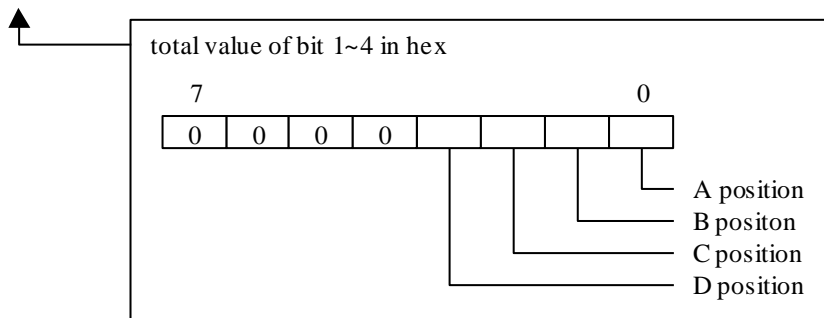 total value of bit 1~4 in hex
7 0
0 0 0 0
A position
B positon
C position
D position